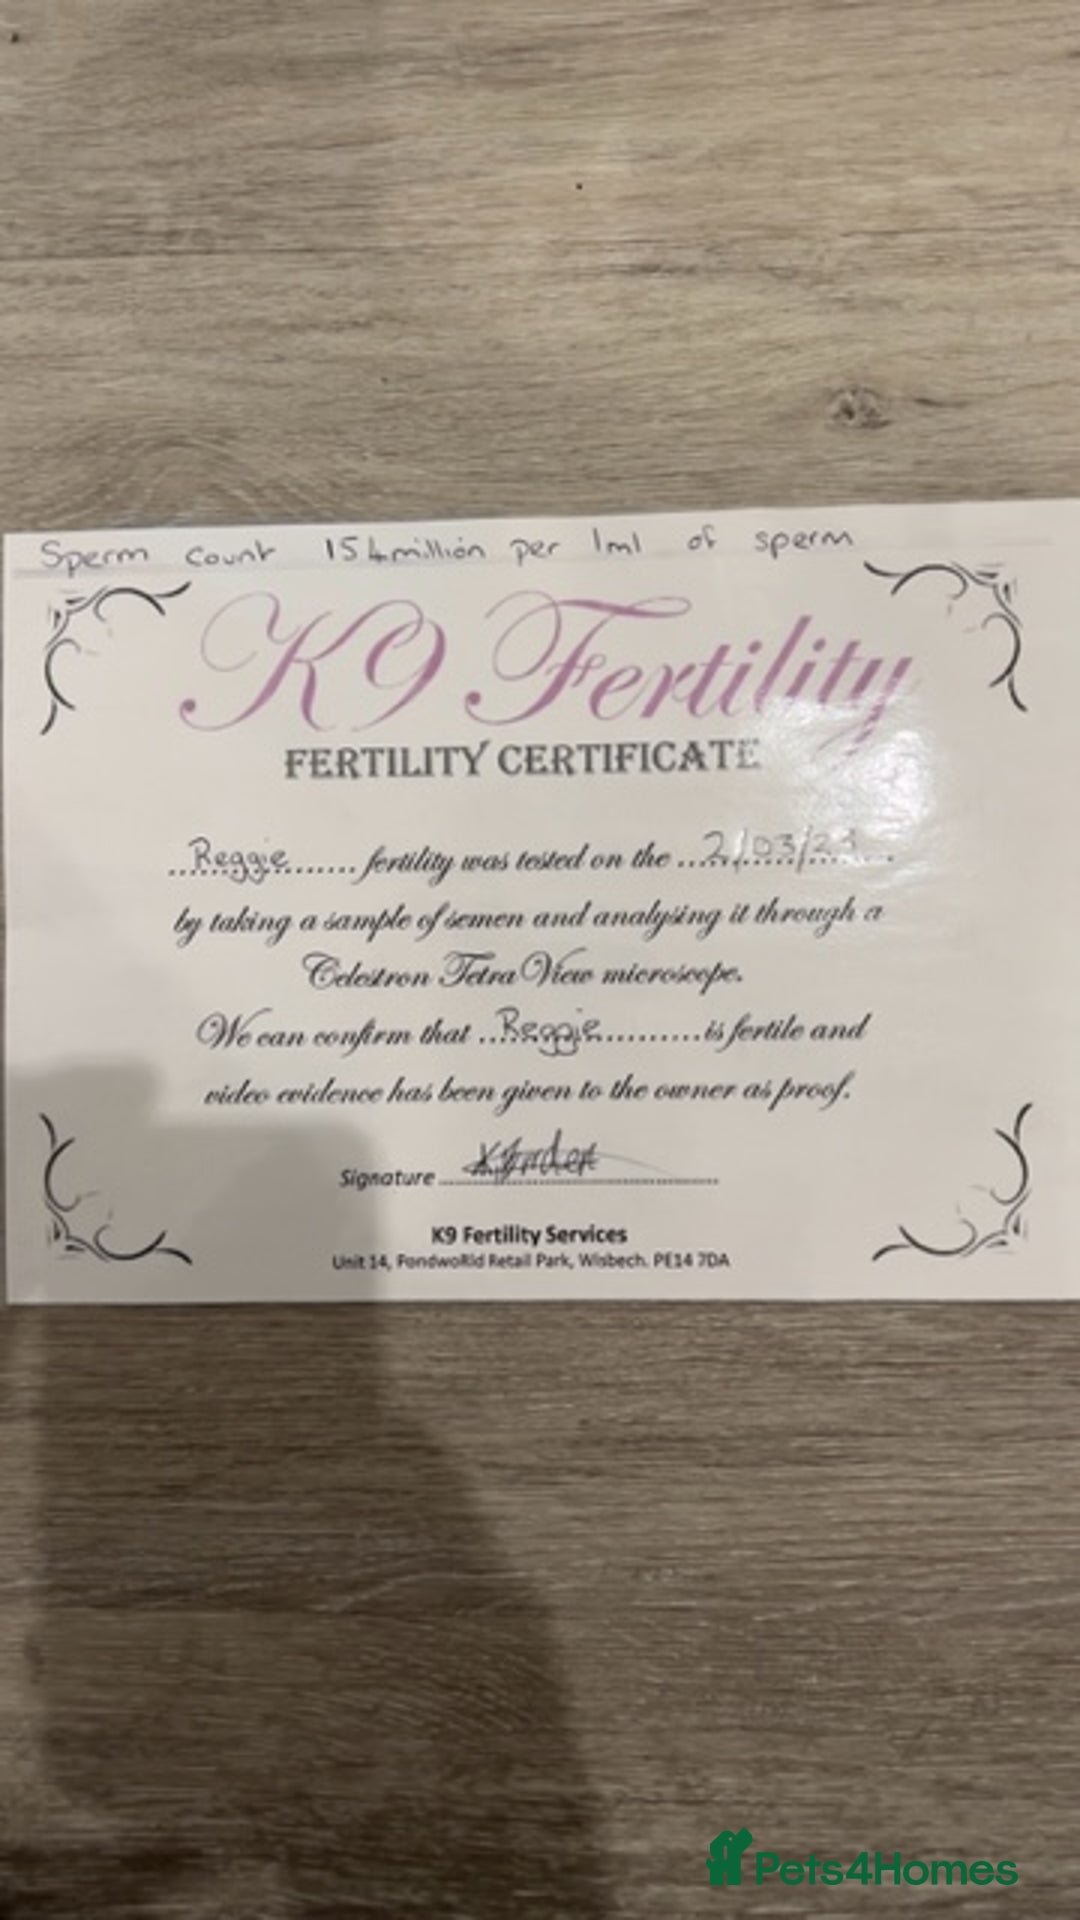 Sperm count 154million per 1ml of sperm
K9 Fertility
FERTILITY CERTIFICATE
Reggie fertility was tested on the
by taking a sample of semen and analysing it through a
Celestron TetraView microscope.
We can confirm that Reggie is fertile and
video evidence has been given to the owner as proof.
Signature
K9 Fertility Services
Unit 14, Retail Park, Wisbech. PE14 7DA
Pets4Homes